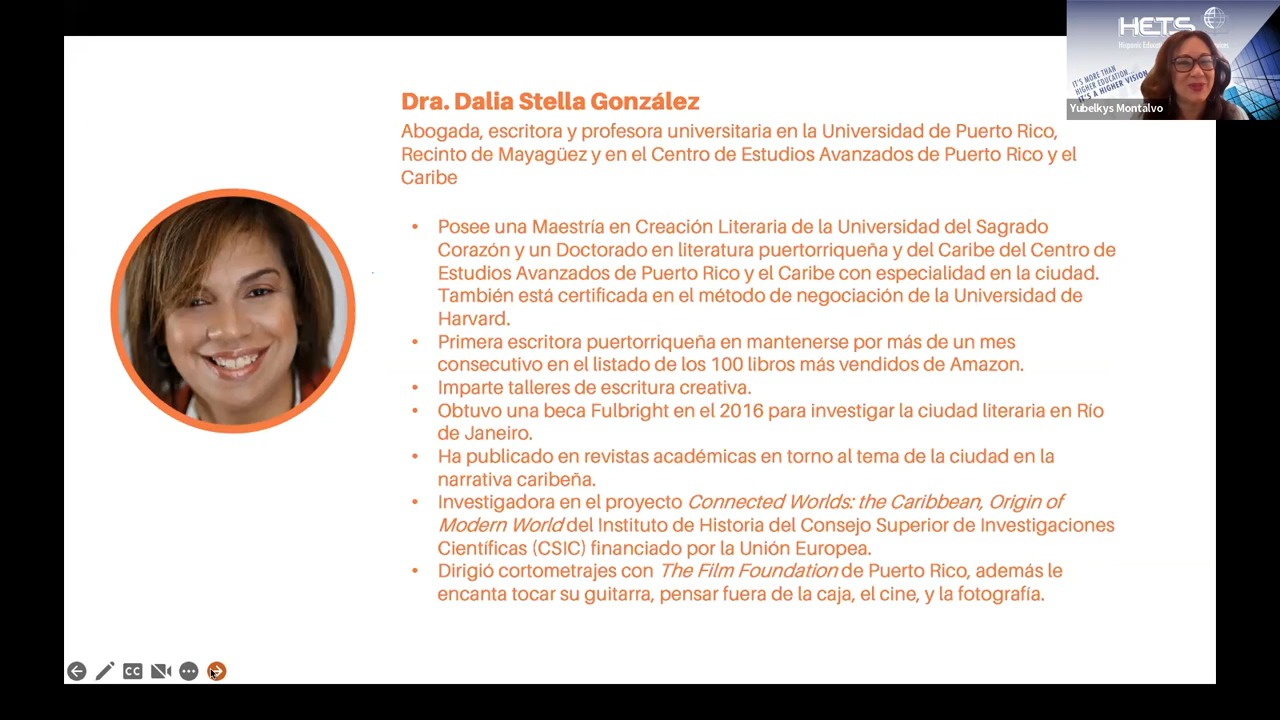 Dra. Dalia Stella González
Abogada, escritora y profesora universitaria en la Universidad de Puerto Rico,
Recinto de Mayagüez y en el Centro de Estudios Avanzados de Puerto Rico y el
Caribe
• Posee una Maestría en Creación Literaria de la Universidad del Sagrado
Corazón y un Doctorado en literatura puertorriqueña y del Caribe del Centro de
Estudios Avanzados de Puerto Rico y el Caribe con especialidad en la ciudad.
También está certificada en el método de negociación de la Universidad de
Harvard.
• Primera escritora puertorriqueña en mantenerse por más de un mes
consecutivo en el listado de los 100 libros más vendidos de Amazon.
• Imparte talleres de escritura creativa.
• Obtuvo una beca Fulbright en el 2016 para investigar la ciudad literaria en Río
de Janeiro.
• Ha publicado en revistas académicas en torno al tema de la ciudad en la
narrativa caribeña.
• Investigadora en el proyecto Connected Worlds: the Caribbean, Origin of
Modern World del Instituto de Historia del Consejo Superior de Investigaciones
Científicas (CSIC) financiado por la Unión Europea.
• Dirigió cortometrajes con The Film Foundation de Puerto Rico, además le
encanta tocar su guitarra, pensar fuera de la caja, el cine, y la fotografía.
HETS
Hispanic
IT'S MORE THAN
HIGHER EDUCATION...
IT'S A HIGHER VISION
Yubelkys Montalvo
CC